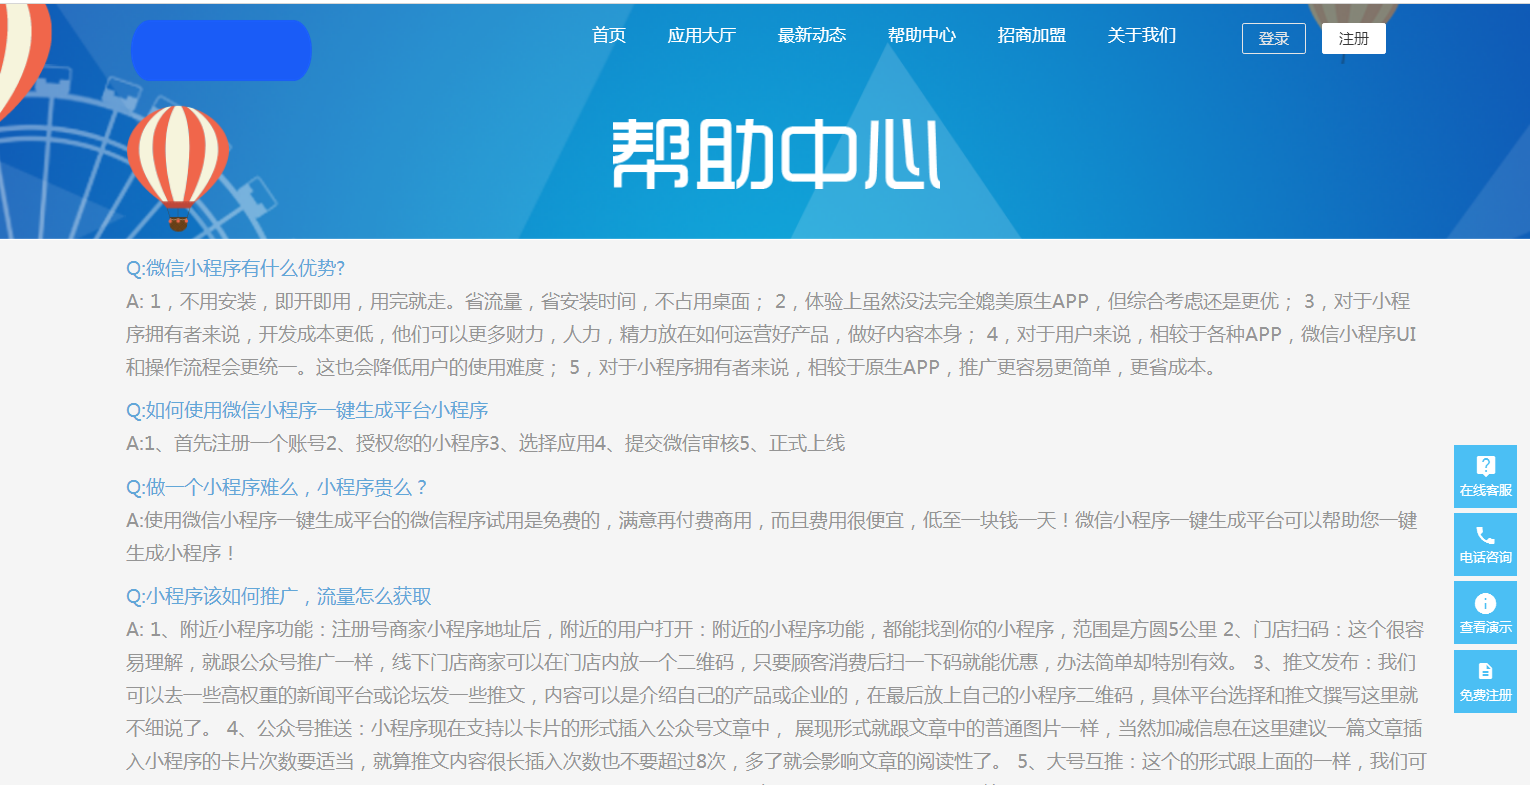 首页 应用大厅 最新动态 帮助中心 招商加盟 关于我们 登录 注册
帮助中心
Q:微信小程序有什么优势?
A: 1，不用安装，即开即用，用完就走。省流量，省安装时间，不占用桌面； 2，体验上虽然没法完全媲美原生APP，但综合考虑还是更优； 3，对于小程
序拥有者来说，开发成本更低，他们可以更多财力，人力，精力放在如何运营好产品，做好内容本身； 4，对于用户来说，相较于各种APP，微信小程序UI
和操作流程会更统一。这也会降低用户的使用难度； 5，对于小程序拥有者来说，相较于原生APP，推广更容易更简单，更省成本。
Q:如何使用微信小程序一键生成平台小程序
A:1、首先注册一个账号2、授权您的小程序3、选择应用4、提交微信审核5、正式上线
Q:做一个小程序难么，小程序贵么？
A:使用微信小程序一键生成平台的微信程序试用是免费的，满意再付费商用，而且费用很便宜，低至一块钱一天！微信小程序一键生成平台可以帮助您一键
生成小程序！
Q:小程序该如何推广，流量怎么获取
A: 1、附近小程序功能：注册号商家小程序地址后，附近的用户打开：附近的小程序功能，都能找到你的小程序，范围是方圆5公里 2、门店扫码：这个很容
易理解，就跟公众号推广一样，线下门店商家可以在门店内放一个二维码，只要顾客消费后扫一下码就能优惠，办法简单却特别有效。 3、推文发布：我们
可以去一些高权重的新闻平台或论坛发一些推文，内容可以是介绍自己的产品或企业的，在最后放上自己的小程序二维码，具体平台选择和推文撰写这里就
不细说了。 4、公众号推送：小程序现在支持以卡片的形式插入公众号文章中， 展现形式就跟文章中的普通图片一样，当然加减信息在这里建议一篇文章插
入小程序的卡片次数要适当，就算推文内容很长插入次数也不要超过8次，多了就会影响文章的阅读性了。 5、大号互推：这个的形式跟上面的一样，我们可
在线客服
电话咨询
查看演示
免费注册